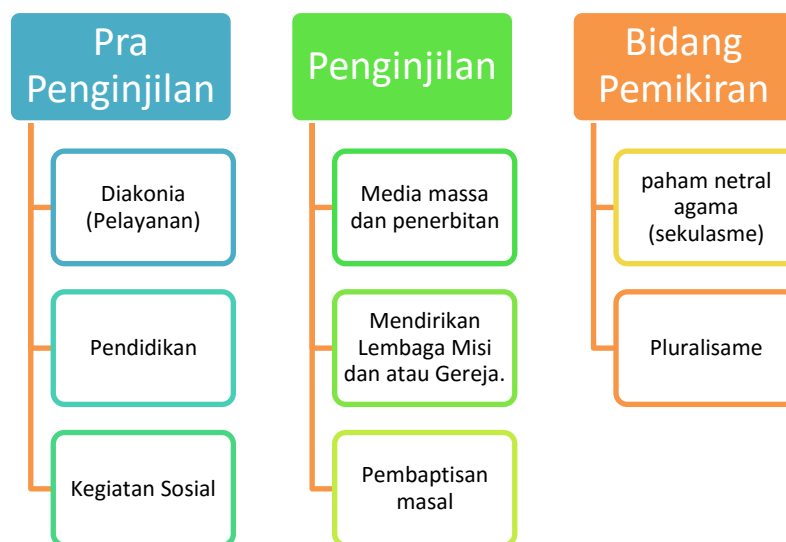 Pra
Penginjilan
Diakonia
(Pelayanan)
Pendidikan
Kegiatan Sosial
Penginjilan
Media massa
dan penerbitan
Mendirikan
Lembaga Misi
dan atau Gereja.
Pembaptisan
masal
Bidang
Pemikiran
paham netral
agama
(sekulasme)
Pluralisame